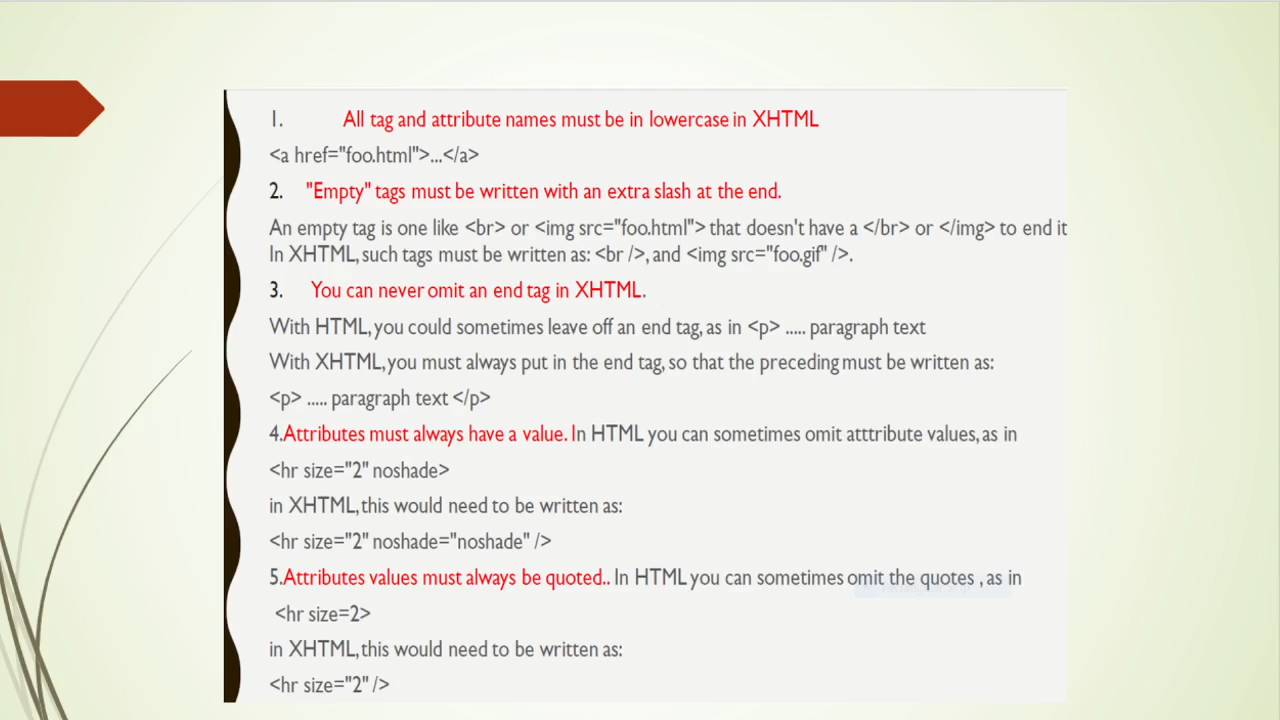 1. All tag and attribute names must be in lowercase in XHTML
<a href="foo.html">...</a>
2. "Empty" tags must be written with an extra slash at the end.
An empty tag is one like <br> or <img src="foo.html"> that doesn't have a </br> or </img> to end it
In XHTML, such tags must be written as: <br />, and <img src="foo.gif" />.
3. You can never omit an end tag in XHTML.
With HTML, you could sometimes leave off an end tag, as in <p> ..... paragraph text
With XHTML, you must always put in the end tag, so that the preceding must be written as:
<p> ..... paragraph text </p>
4.Attributes must always have a value. In HTML you can sometimes omit atttribute values, as in
<hr size="2" noshade>
in XHTML, this would need to be written as:
<hr size="2" noshade="noshade" />
5.Attributes values must always be quoted.. In HTML you can sometimes omit the quotes , as in
<hr size=2>
in XHTML, this would need to be written as:
<hr size="2" />